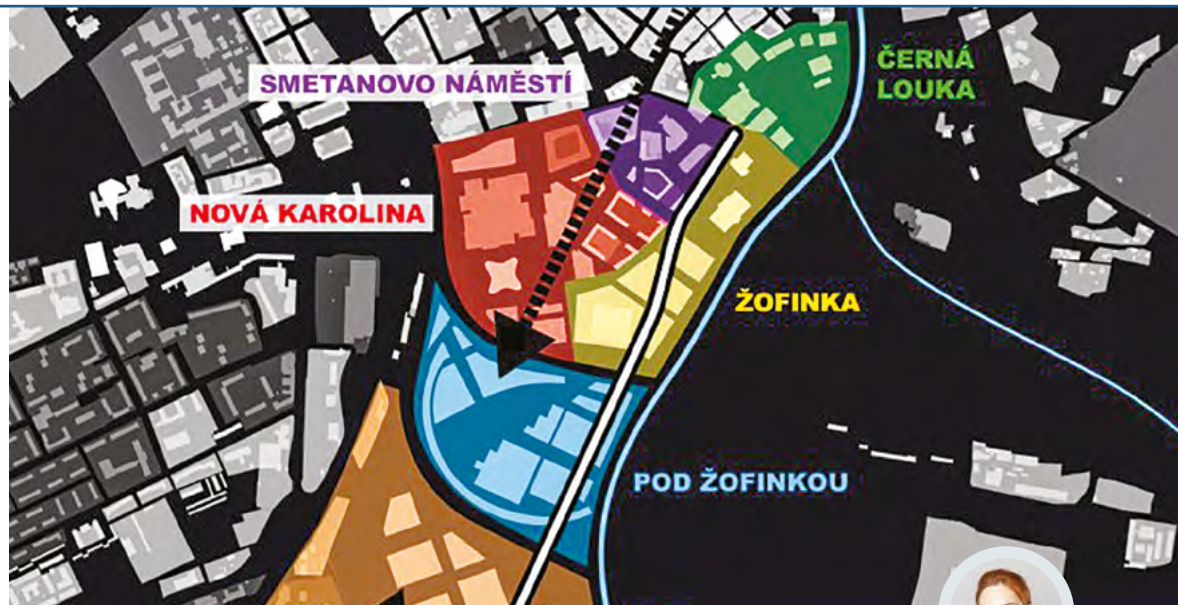 ČERNÁ
LOUKA
SMETANOVO NÁMĚSTÍ
NOVÁ KAROLINA
ŽOFINKA
POD ŽOFINKOU